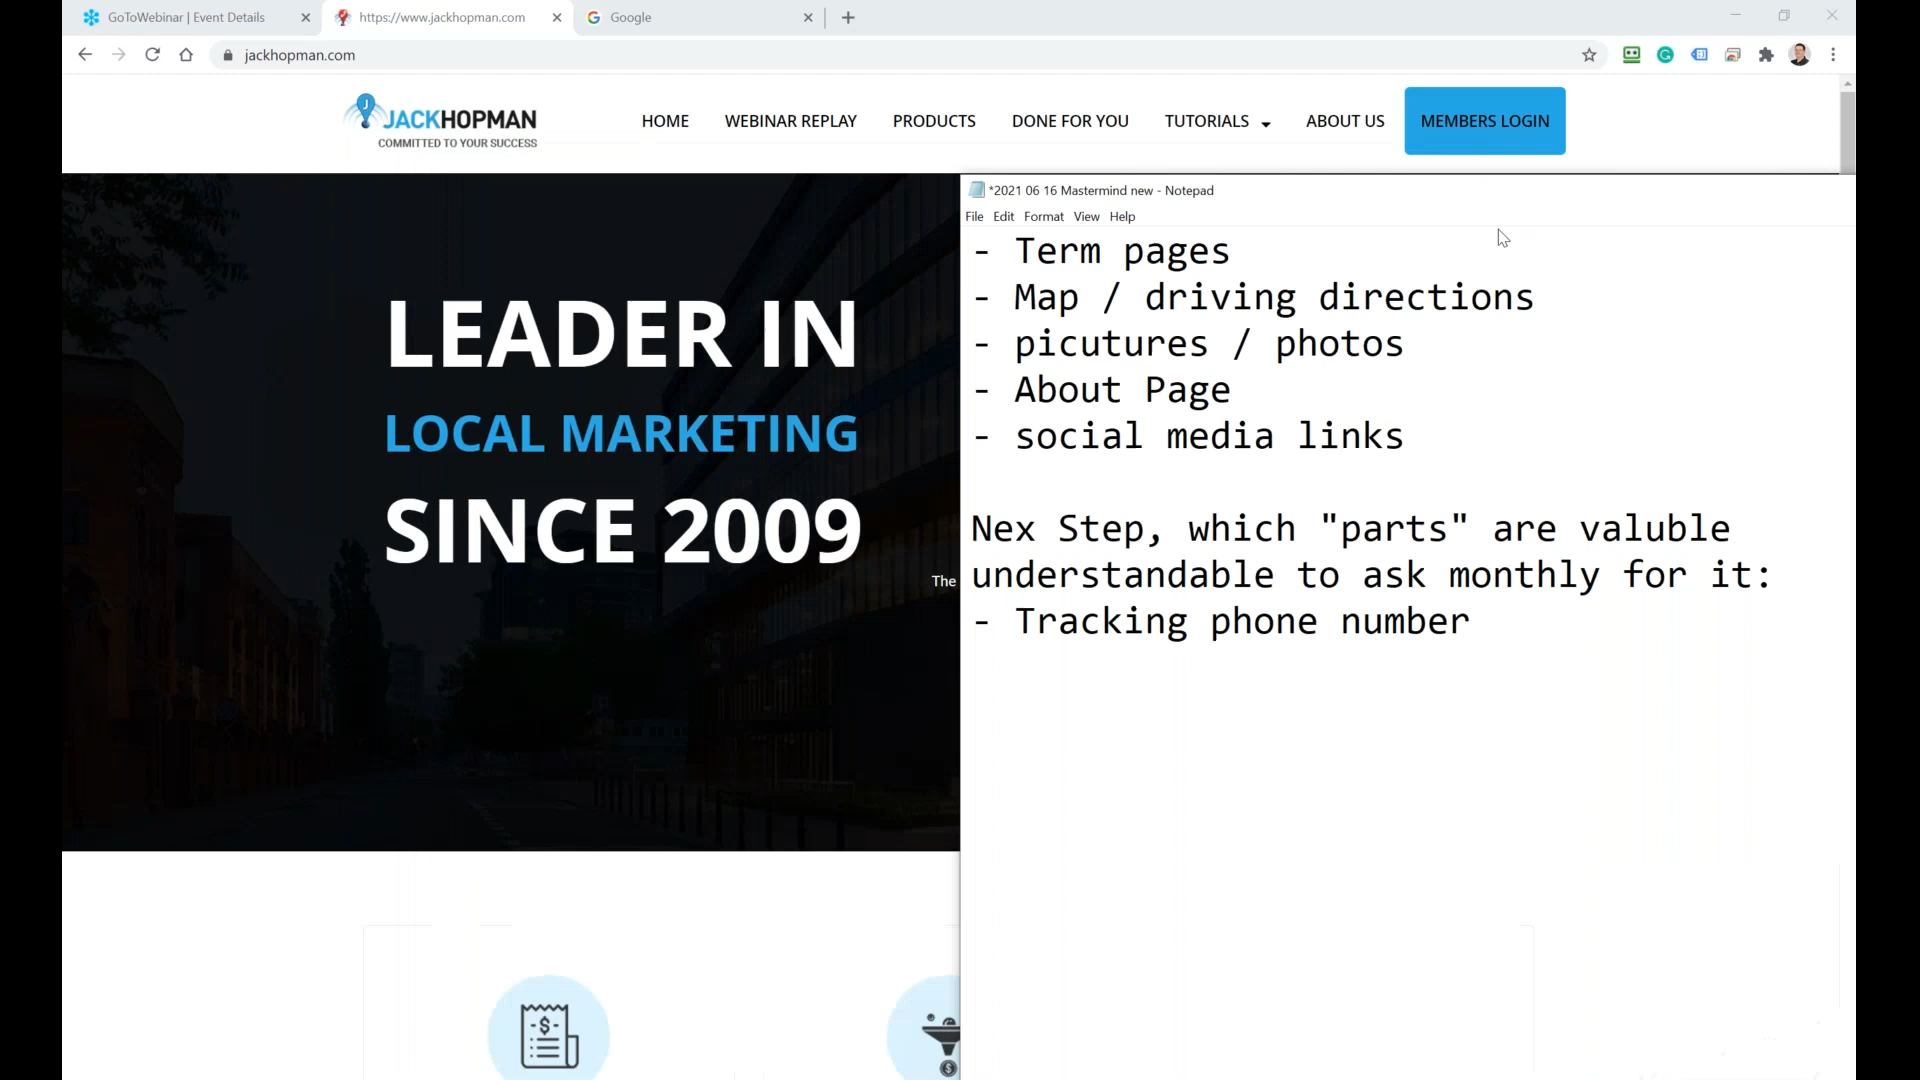 GoToWebinar | Event Details
https://www.jackhopman.com
Google
jackhopman.com
J
JACKHOPMAN
COMMITTED TO YOUR SUCCESS
HOME
WEBINAR REPLAY
PRODUCTS
DONE FOR YOU
TUTORIALS
ABOUT US
MEMBERS LOGIN
LEADER IN
LOCAL MARKETING
SINCE 2009
The
*2021 06 16 Mastermind new - Notepad
File Edit Format View Help
- Term pages
- Map / driving directions
- picutures / photos
- About Page
- social media links
Nex Step, which "parts" are valuble
understandable to ask monthly for it:
- Tracking phone number
-$-
$